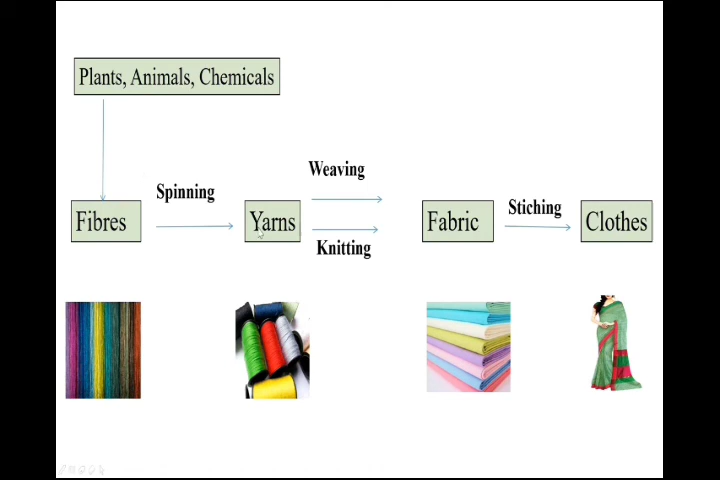 Plants, Animals, Chemicals
Weaving
Spinning
Stiching
Fibres
Yarns
Fabric
Clothes
Knitting